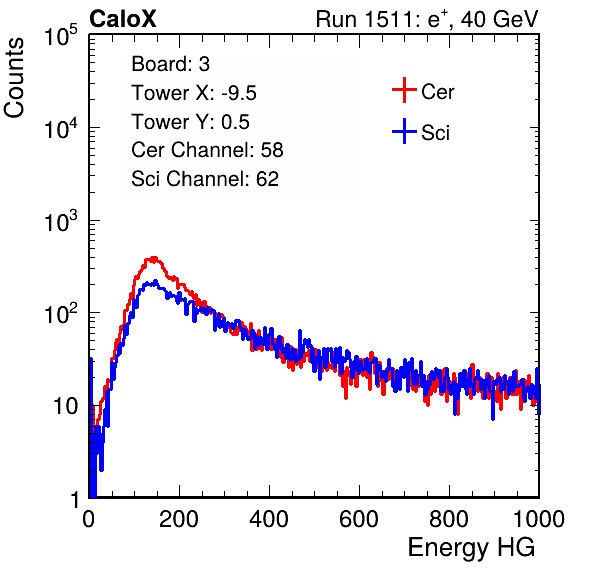 CaloX Run 1511: e+, 40 GeV
Board: 3
Tower X: -9.5
Tower Y: 0.5
Cer Channel: 58
Sci Channel: 62
Cer
Sci
Counts
10^5
10^4
10^3
10^2
10
1
0 200 400 600 800 1000
Energy HG